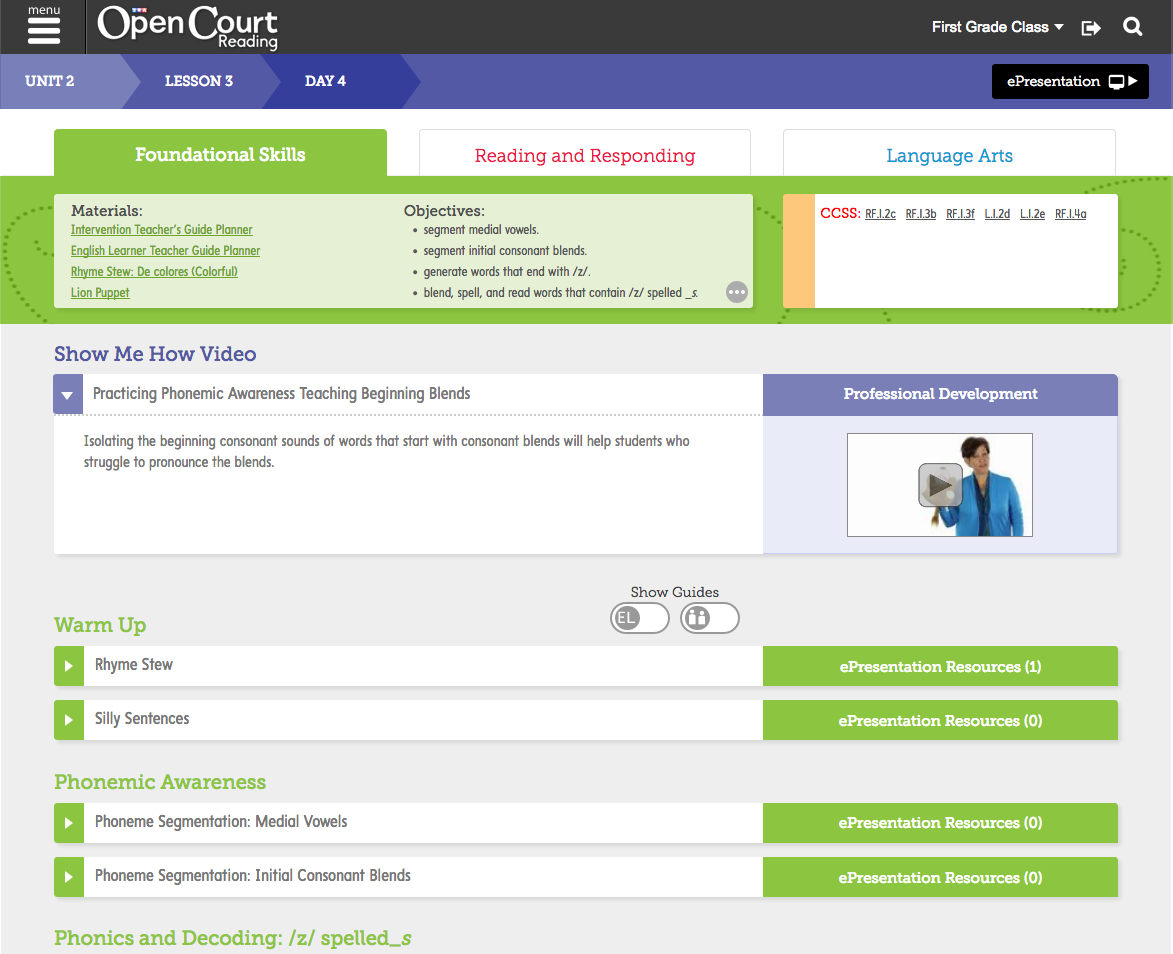 menu
Open Court
Reading
First Grade Class
UNIT 2
LESSON 3
DAY 4
ePresentation
Foundational Skills
Reading and Responding
Language Arts
Materials:
Intervention Teacher's Guide Planner
English Learner Teacher Guide Planner
Rhyme Stew: De colores (Colorful)
Lion Puppet
Objectives:
• segment medial vowels.
• segment initial consonant blends.
• generate words that end with /z/.
• blend, spell, and read words that contain /z/ spelled _s.
CCSS: RF.1.2c RF.1.3b RF.1.3f L.1.2d L.1.2e RF.1.4a
Show Me How Video
Practicing Phonemic Awareness Teaching Beginning Blends
Professional Development
Isolating the beginning consonant sounds of words that start with consonant blends will help students who
struggle to pronounce the blends.
Show Guides
EL
Warm Up
Rhyme Stew
ePresentation Resources (1)
Silly Sentences
ePresentation Resources (0)
Phonemic Awareness
Phoneme Segmentation: Medial Vowels
ePresentation Resources (0)
Phoneme Segmentation: Initial Consonant Blends
ePresentation Resources (0)
Phonics and Decoding: /z/ spelled_s